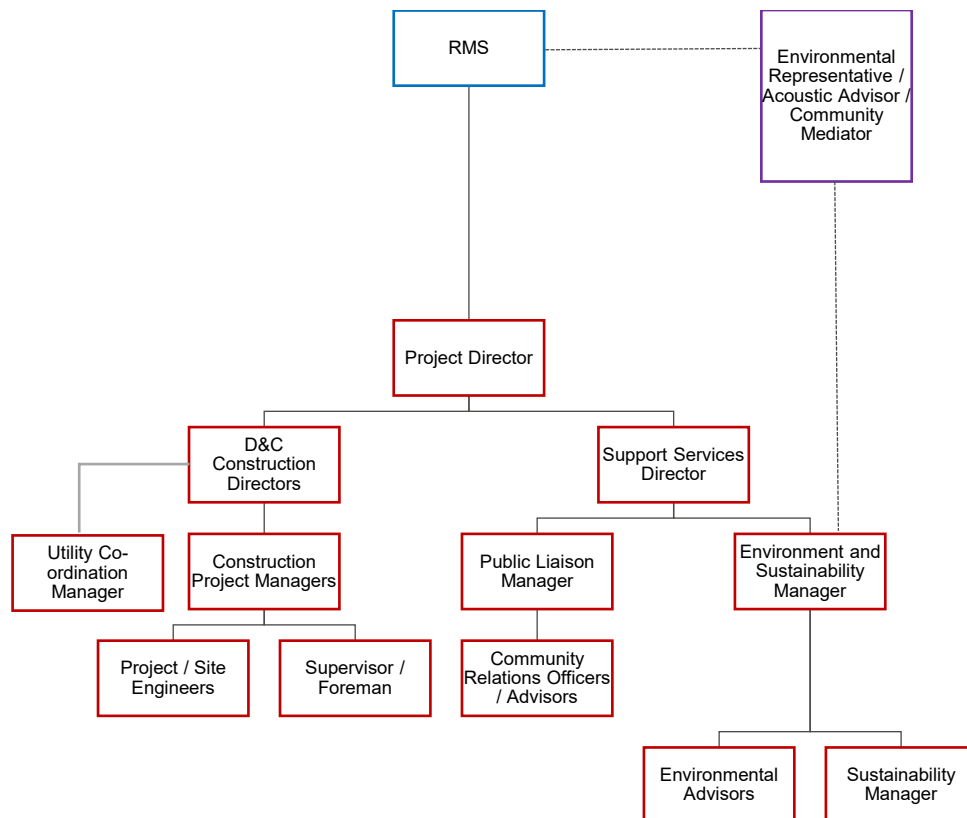 RMS
Environmental
Representative /
Acoustic Advisor /
Community
Mediator
Project Director
D&C
Construction
Directors
Support Services
Director
Utility Co-
ordination
Manager
Construction
Project Managers
Public Liaison
Manager
Environment and
Sustainability
Manager
Project / Site
Engineers
Supervisor /
Foreman
Community
Relations Officers
/ Advisors
Environmental
Advisors
Sustainability
Manager